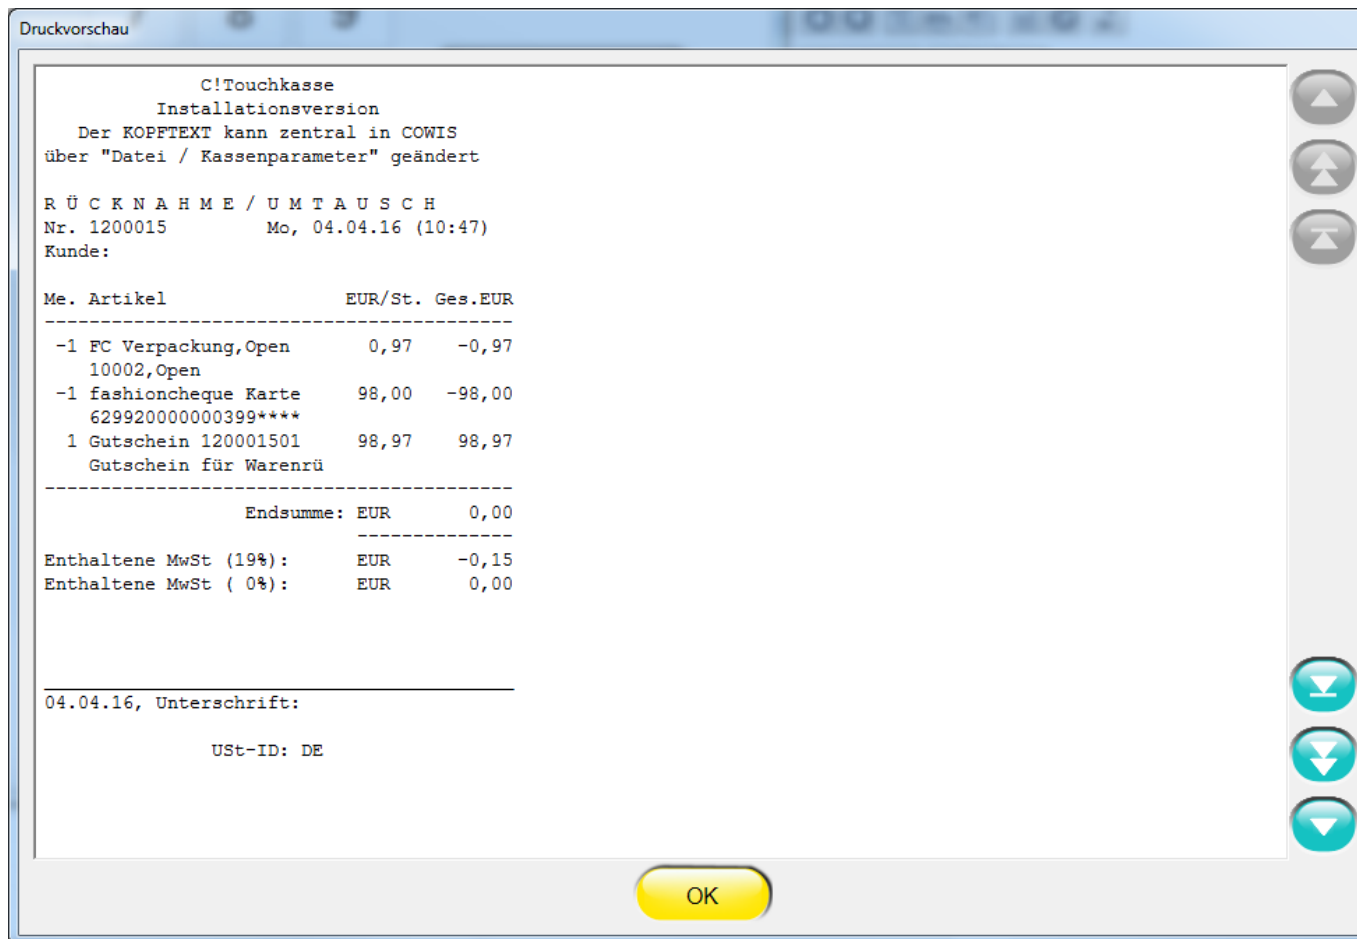 Druckvorschau
C!Touchkasse
Installationsversion
Der KOPFTEXT kann zentral in COWIS
über "Datei / Kassenparameter" geändert
R Ü C K N A H M E / U M T A U S C H
Nr. 1200015 Mo, 04.04.16 (10:47)
Kunde:
Me. Artikel EUR/St. Ges.EUR
------------------------------------------
-1 FC Verpackung,Open 0,97 -0,97
10002,Open
-1 fashioncheque Karte 98,00 -98,00
629920000000399****
1 Gutschein 120001501 98,97 98,97
Gutschein für Warenrü
------------------------------------------
Endsumme: EUR 0,00
--------------
Enthaltene MwSt (19%): EUR -0,15
Enthaltene MwSt ( 0%): EUR 0,00
04.04.16, Unterschrift:
USt-ID: DE
OK